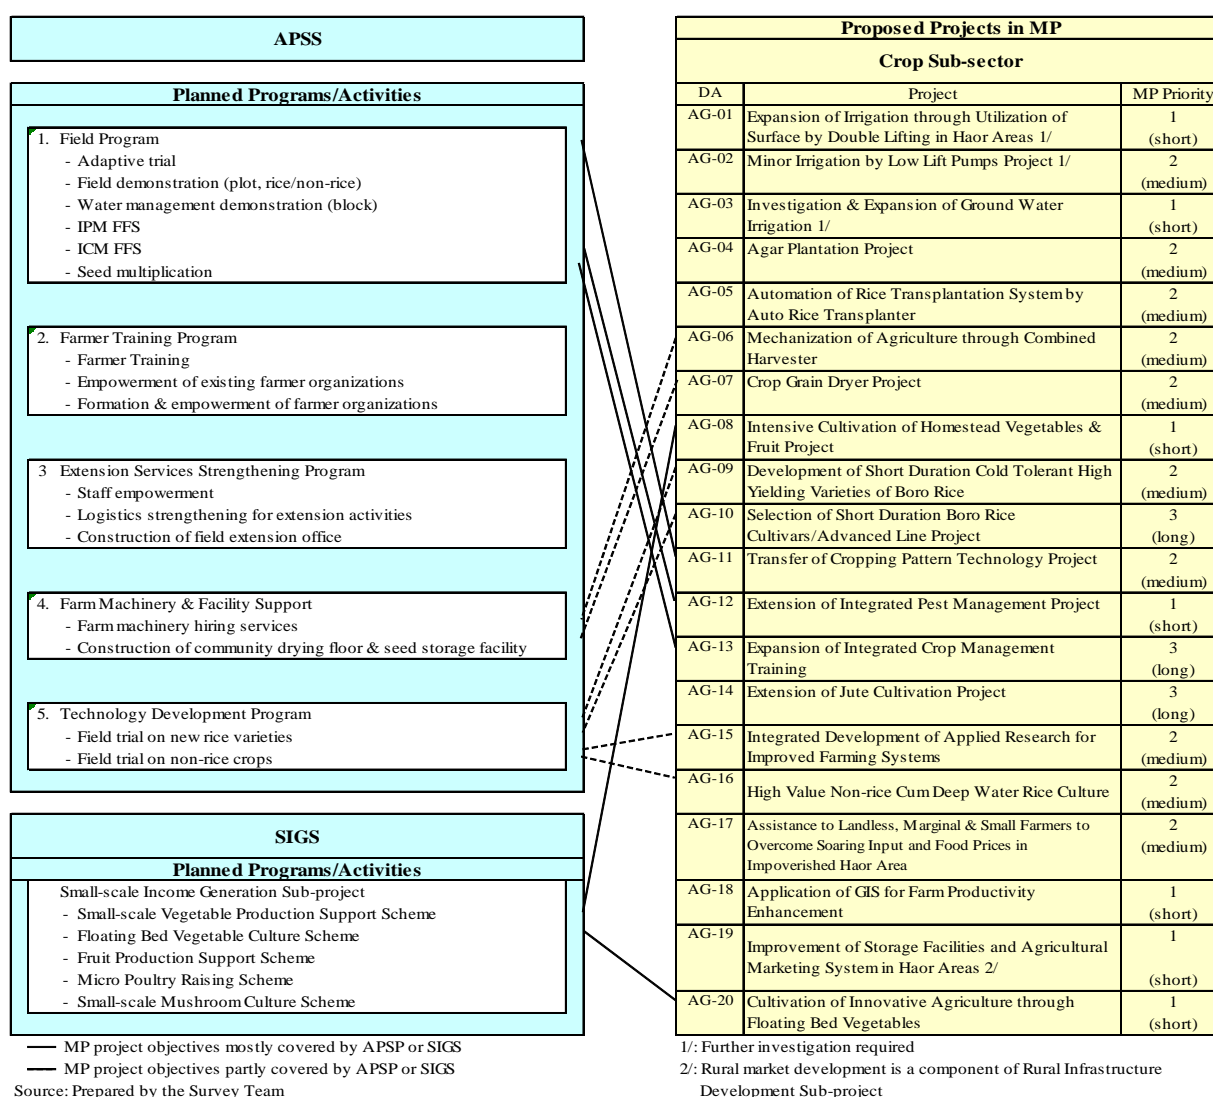 APSS
Planned Programs/Activities
1. Field Program
- Adaptive trial
- Field demonstration (plot, rice/non-rice)
- Water management demonstration (block)
- IPM FFS
- ICM FFS
- Seed multiplication
2. Farmer Training Program
- Farmer Training
- Empowerment of existing farmer organizations
- Formation & empowerment of farmer organizations
3 Extension Services Strengthening Program
- Staff empowerment
- Logistics strengthening for extension activities
- Construction of field extension office
4. Farm Machinery & Facility Support
- Farm machinery hiring services
- Construction of community drying floor & seed storage facility
5. Technology Development Program
- Field trial on new rice varieties
- Field trial on non-rice crops
SIGS
Planned Programs/Activities
Small-scale Income Generation Sub-project
- Small-scale Vegetable Production Support Scheme
- Floating Bed Vegetable Culture Scheme
- Fruit Production Support Scheme
- Micro Poultry Raising Scheme
- Small-scale Mushroom Culture Scheme
MP project objectives mostly covered by APSP or SIGS
MP project objectives partly covered by APSP or SIGS
Source: Prepared by the Survey Team
Proposed Projects in MP
Crop Sub-sector
DA Project MP Priority
AG-01 Expansion of Irrigation through Utilization of 1
Surface by Double Lifting in Haor Areas 1/ (short)
AG-02 Minor Irrigation by Low Lift Pumps Project 1/ 2
(medium)
AG-03 Investigation & Expansion of Ground Water 1
Irrigation 1/ (short)
AG-04 Agar Plantation Project 2
(medium)
AG-05 Automation of Rice Transplantation System by 2
Auto Rice Transplanter (medium)
AG-06 Mechanization of Agriculture through Combined 2
Harvester (medium)
AG-07 Crop Grain Dryer Project 2
(medium)
AG-08 Intensive Cultivation of Homestead Vegetables & 1
Fruit Project (short)
AG-09 Development of Short Duration Cold Tolerant High 2
Yielding Varieties of Boro Rice (medium)
AG-10 Selection of Short Duration Boro Rice 3
Cultivars/Advanced Line Project (long)
AG-11 Transfer of Cropping Pattern Technology Project 2
(medium)
AG-12 Extension of Integrated Pest Management Project 1
(short)
AG-13 Expansion of Integrated Crop Management 3
Training (long)
AG-14 Extension of Jute Cultivation Project 3
(long)
AG-15 Integrated Development of Applied Research for 2
Improved Farming Systems (medium)
AG-16 2
High Value Non-rice Cum Deep Water Rice Culture (medium)
AG-17 Assistance to Landless, Marginal & Small Farmers to 2
Overcome Soaring Input and Food Prices in (medium)
Impoverished Haor Area
AG-18 Application of GIS for Farm Productivity 1
Enhancement (short)
AG-19 1
Improvement of Storage Facilities and Agricultural
Marketing System in Haor Areas 2/ (short)
AG-20 Cultivation of Innovative Agriculture through 1
Floating Bed Vegetables (short)
1/: Further investigation required
2/: Rural market development is a component of Rural Infrastructure
Development Sub-project